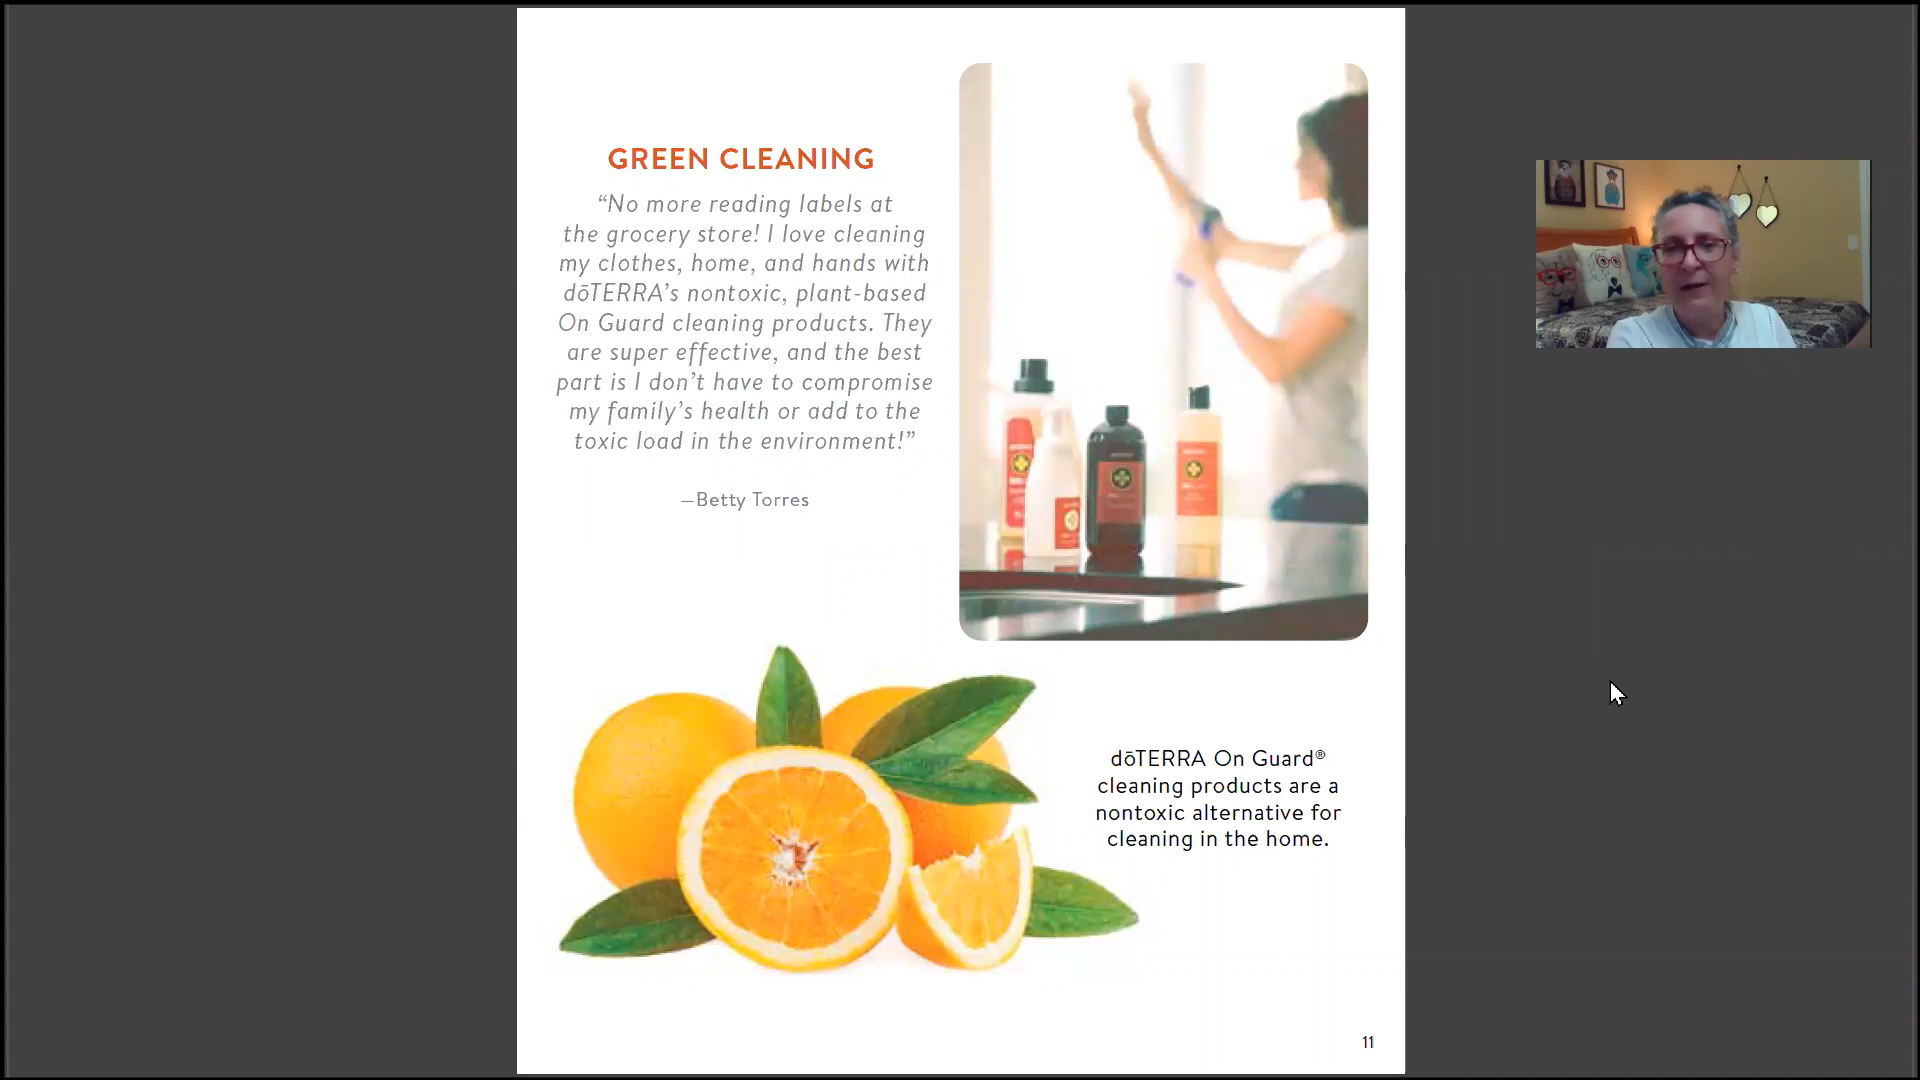 GREEN CLEANING
“No more reading labels at
the grocery store! I love cleaning
my clothes, home, and hands with
dōTERRA’s nontoxic, plant-based
On Guard cleaning products. They
are super effective, and the best
part is I don’t have to compromise
my family’s health or add to the
toxic load in the environment!”
—Betty Torres
dōTERRA On Guard®
cleaning products are a
nontoxic alternative for
cleaning in the home.
11